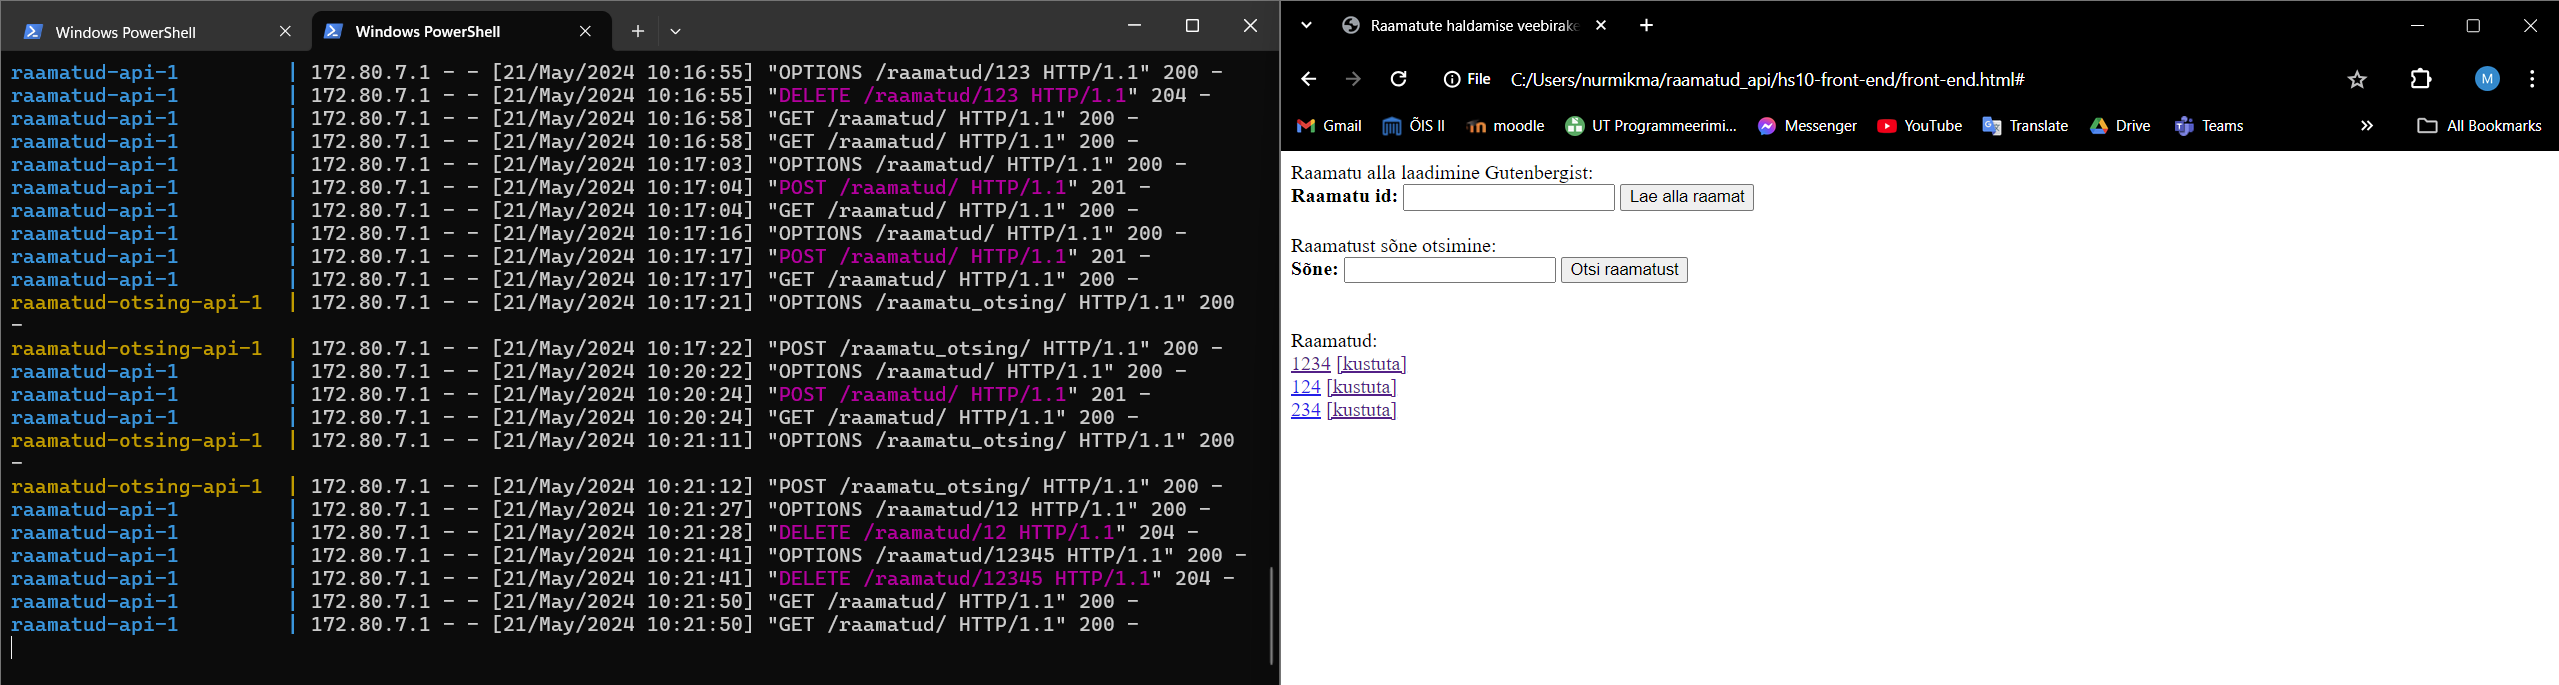 Windows PowerShell
Windows PowerShell
raamatud-api-1 | 172.80.7.1 - - [21/May/2024 10:16:55] "OPTIONS /raamatud/123 HTTP/1.1" 200 -
raamatud-api-1 | 172.80.7.1 - - [21/May/2024 10:16:55] "DELETE /raamatud/123 HTTP/1.1" 204 -
raamatud-api-1 | 172.80.7.1 - - [21/May/2024 10:16:58] "GET /raamatud/ HTTP/1.1" 200 -
raamatud-api-1 | 172.80.7.1 - - [21/May/2024 10:16:58] "GET /raamatud/ HTTP/1.1" 200 -
raamatud-api-1 | 172.80.7.1 - - [21/May/2024 10:17:03] "OPTIONS /raamatud/ HTTP/1.1" 200 -
raamatud-api-1 | 172.80.7.1 - - [21/May/2024 10:17:04] "POST /raamatud/ HTTP/1.1" 201 -
raamatud-api-1 | 172.80.7.1 - - [21/May/2024 10:17:04] "GET /raamatud/ HTTP/1.1" 200 -
raamatud-api-1 | 172.80.7.1 - - [21/May/2024 10:17:16] "OPTIONS /raamatud/ HTTP/1.1" 200 -
raamatud-api-1 | 172.80.7.1 - - [21/May/2024 10:17:17] "POST /raamatud/ HTTP/1.1" 201 -
raamatud-api-1 | 172.80.7.1 - - [21/May/2024 10:17:17] "GET /raamatud/ HTTP/1.1" 200 -
raamatud-otsing-api-1 | 172.80.7.1 - - [21/May/2024 10:17:21] "OPTIONS /raamatu_otsing/ HTTP/1.1" 200
-
raamatud-otsing-api-1 | 172.80.7.1 - - [21/May/2024 10:17:22] "POST /raamatu_otsing/ HTTP/1.1" 200 -
raamatud-api-1 | 172.80.7.1 - - [21/May/2024 10:20:22] "OPTIONS /raamatud/ HTTP/1.1" 200 -
raamatud-api-1 | 172.80.7.1 - - [21/May/2024 10:20:24] "POST /raamatud/ HTTP/1.1" 201 -
raamatud-api-1 | 172.80.7.1 - - [21/May/2024 10:20:24] "GET /raamatud/ HTTP/1.1" 200 -
raamatud-otsing-api-1 | 172.80.7.1 - - [21/May/2024 10:21:11] "OPTIONS /raamatu_otsing/ HTTP/1.1" 200
-
raamatud-otsing-api-1 | 172.80.7.1 - - [21/May/2024 10:21:12] "POST /raamatu_otsing/ HTTP/1.1" 200 -
raamatud-api-1 | 172.80.7.1 - - [21/May/2024 10:21:27] "OPTIONS /raamatud/12 HTTP/1.1" 200 -
raamatud-api-1 | 172.80.7.1 - - [21/May/2024 10:21:28] "DELETE /raamatud/12 HTTP/1.1" 204 -
raamatud-api-1 | 172.80.7.1 - - [21/May/2024 10:21:41] "OPTIONS /raamatud/12345 HTTP/1.1" 200 -
raamatud-api-1 | 172.80.7.1 - - [21/May/2024 10:21:41] "DELETE /raamatud/12345 HTTP/1.1" 204 -
raamatud-api-1 | 172.80.7.1 - - [21/May/2024 10:21:50] "GET /raamatud/ HTTP/1.1" 200 -
raamatud-api-1 | 172.80.7.1 - - [21/May/2024 10:21:50] "GET /raamatud/ HTTP/1.1" 200 -
Raamatute haldamise veebirake
File C:/Users/nurmikma/raamatud_api/hs10-front-end/front-end.html# M
Gmail ÕIS II moodle UT Programmeerimi... Messenger YouTube Translate Drive Teams » All Bookmarks
Raamatu alla laadimine Gutenbergist:
Raamatu id: Lae alla raamat
Raamatust sõne otsimine:
Sõne: Otsi raamatust
Raamatud:
1234 [kustuta]
124 [kustuta]
234 [kustuta]